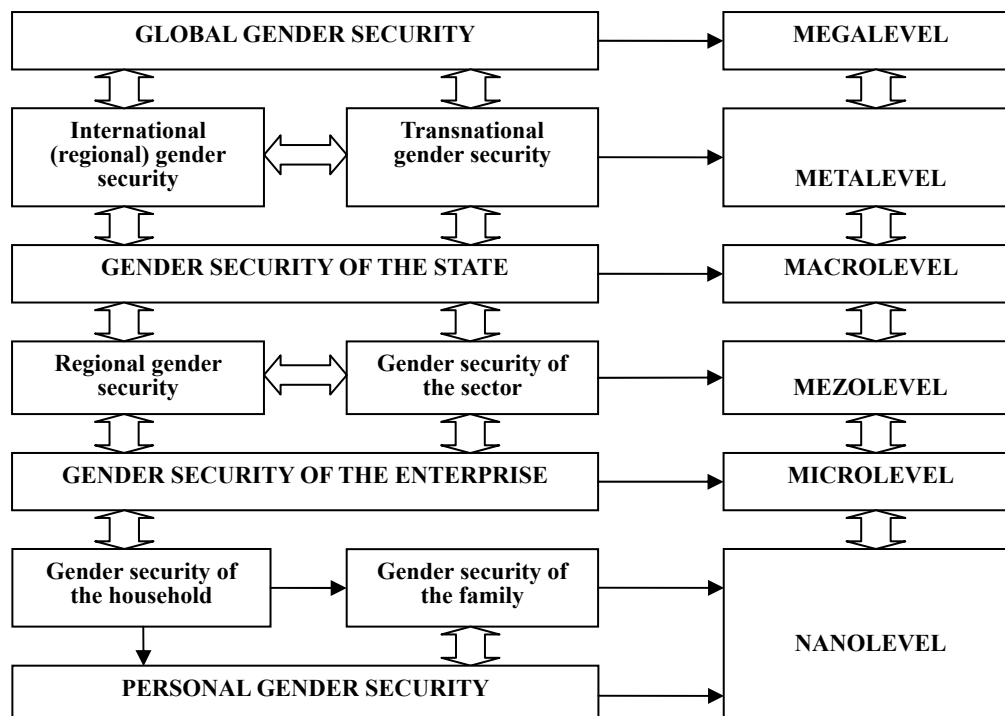 GLOBAL GENDER SECURITY
MEGALEVEL
International
(regional) gender
security
Transnational
gender security
METALEVEL
GENDER SECURITY OF THE STATE
MACROLEVEL
Regional gender
security
Gender security of
the sector
MEZOLEVEL
GENDER SECURITY OF THE ENTERPRISE
MICROLEVEL
Gender security of
the household
Gender security of
the family
NANOLEVEL
PERSONAL GENDER SECURITY